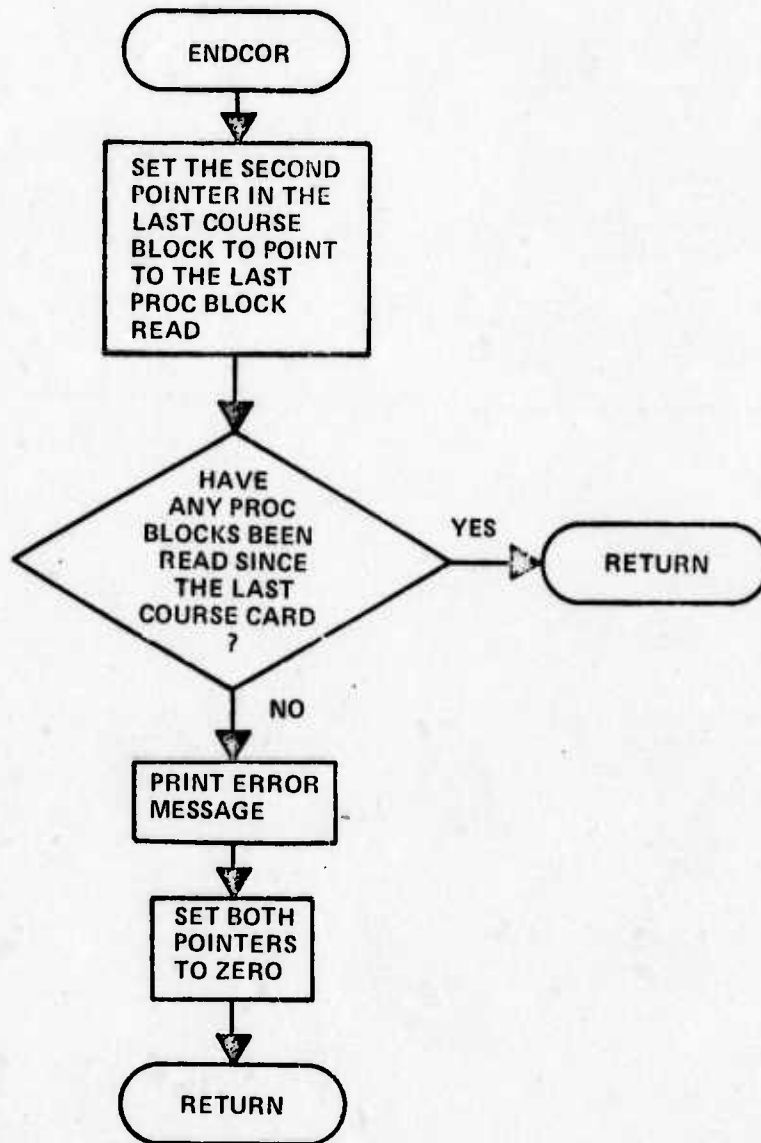 ENDCOR
SET THE SECOND
POINTER IN THE
LAST COURSE
BLOCK TO POINT
TO THE LAST
PROC BLOCK
READ
HAVE
ANY PROC
BLOCKS BEEN
READ SINCE
THE LAST
COURSE CARD
?
YES
RETURN
NO
PRINT ERROR
MESSAGE
SET BOTH
POINTERS
TO ZERO
RETURN